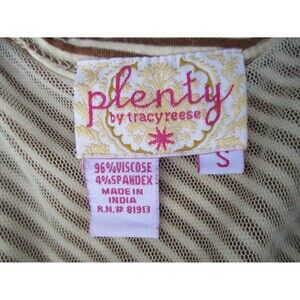 plenty
by tracy reese
S
96% VISCOSE
4% SPANDEX
MADE IN
INDIA
R.N.# 81913